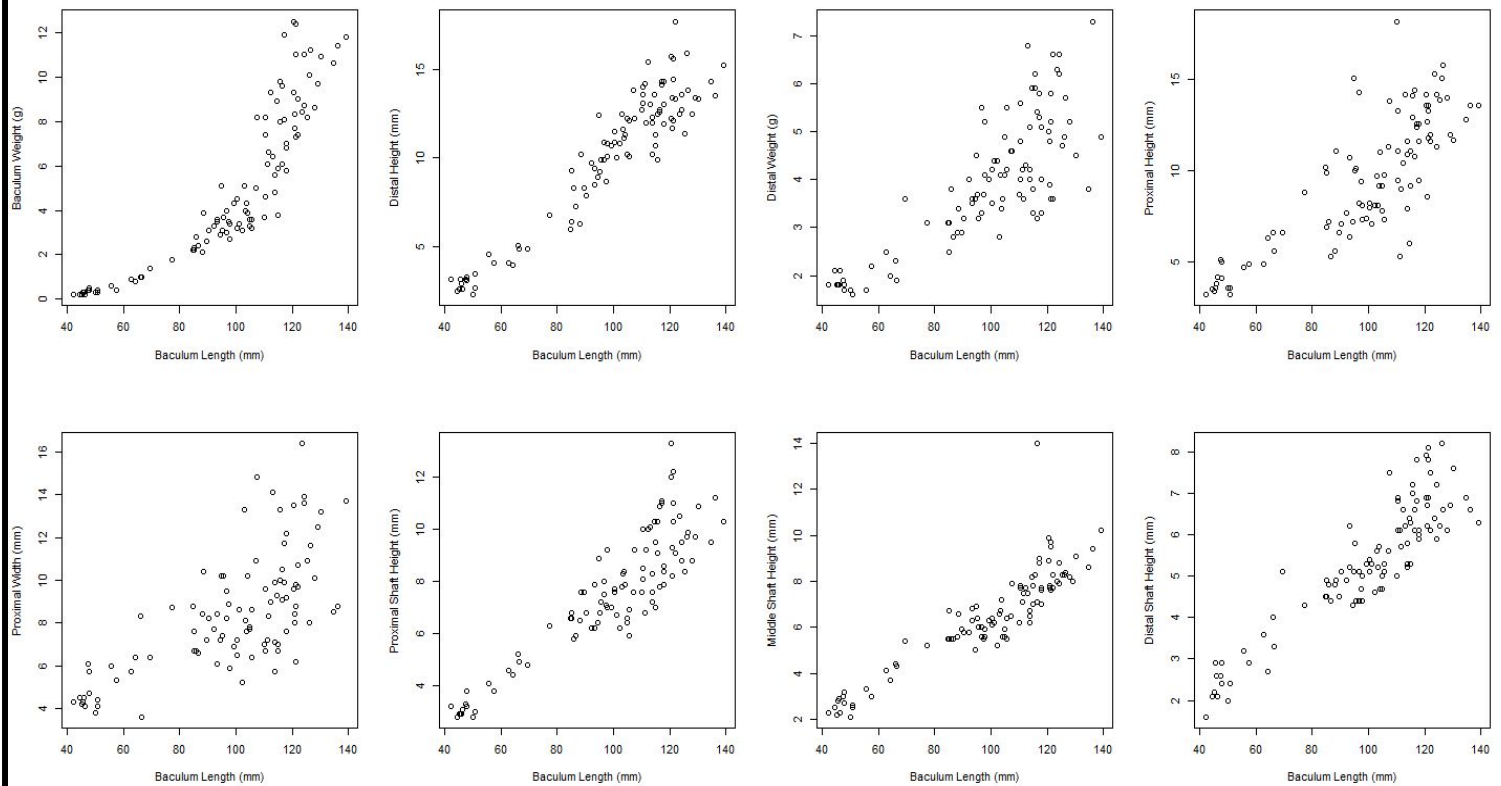 Baculum Weight (g)
0 2 4 6 8 10 12
40 60 80 100 120 140
Baculum Length (mm)
Distal Height (mm)
5 10 15
40 60 80 100 120 140
Baculum Length (mm)
Distal Weight (g)
2 3 4 5 6 7
40 60 80 100 120 140
Baculum Length (mm)
Proximal Height (mm)
5 10 15
40 60 80 100 120 140
Baculum Length (mm)
Proximal Width (mm)
4 6 8 10 12 14 16
40 60 80 100 120 140
Baculum Length (mm)
Proximal Shaft Height (mm)
4 6 8 10 12
40 60 80 100 120 140
Baculum Length (mm)
Middle Shaft Height (mm)
2 4 6 8 10 12 14
40 60 80 100 120 140
Baculum Length (mm)
Distal Shaft Height (mm)
2 3 4 5 6 7 8
40 60 80 100 120 140
Baculum Length (mm)